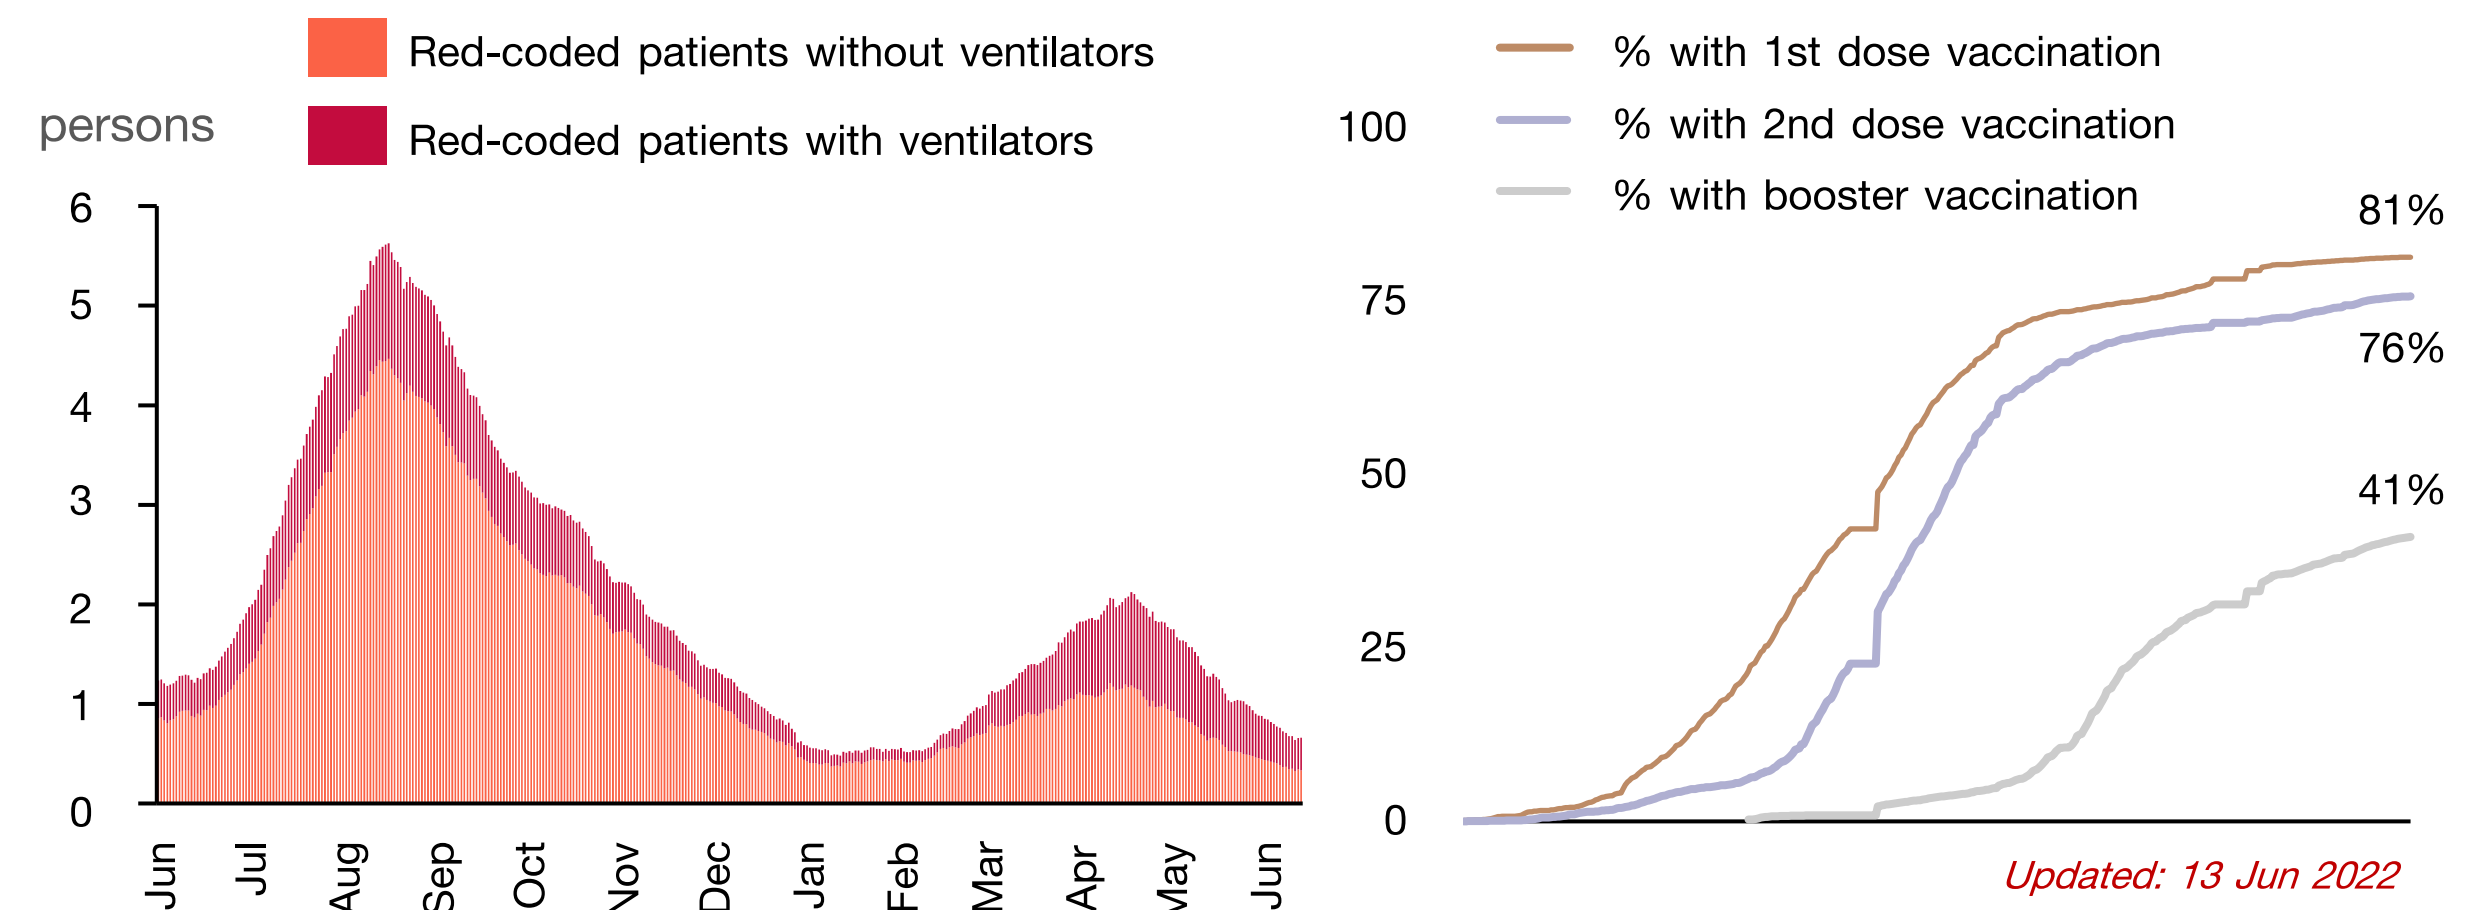 Red-coded patients without ventilators
Red-coded patients with ventilators
persons
6
5
4
3
2
1
0
Jun
Jul
Aug
Sep
Oct
Nov
Dec
Jan
Feb
Mar
Apr
May
Jun
% with 1st dose vaccination
% with 2nd dose vaccination
% with booster vaccination
100
75
50
25
0
81%
76%
41%
Updated: 13 Jun 2022